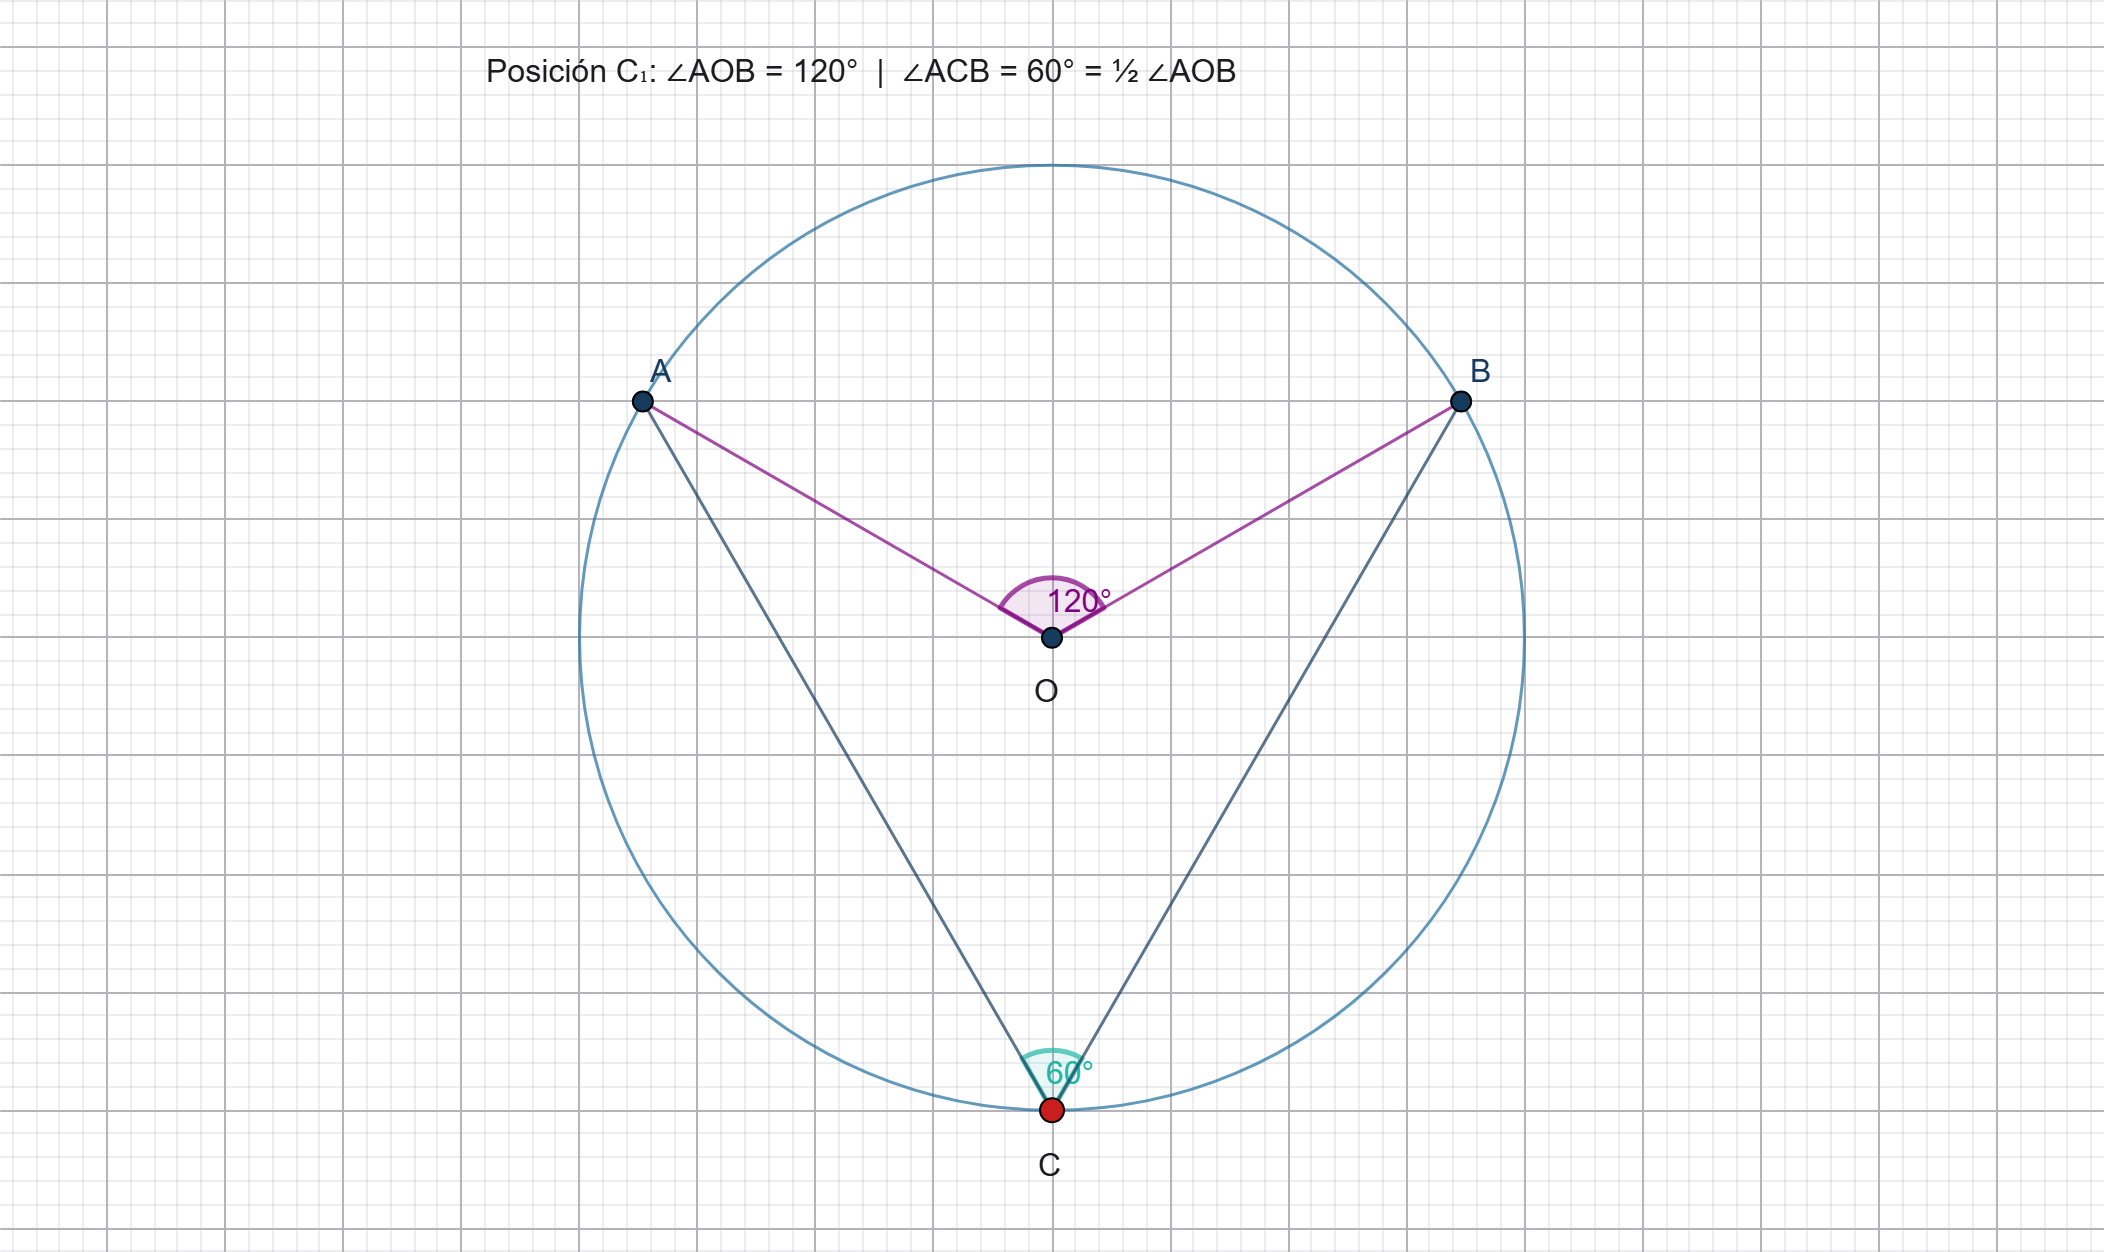 Posición C₁: ∠AOB = 120° | ∠ACB = 60° = ½ ∠AOB
A
B
120°
O
60°
C